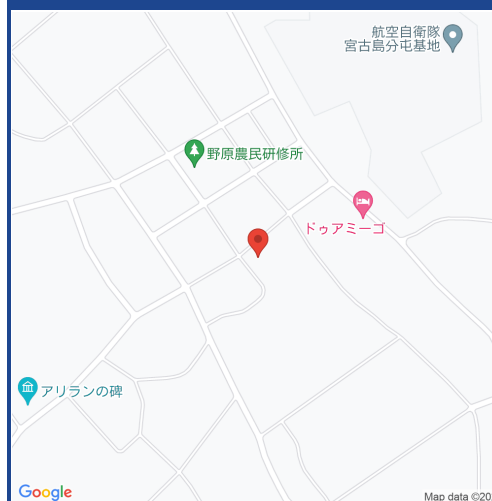 航空自衛隊
宮古島分屯基地
野原農民研修所
ドゥアミーゴ
アリランの碑
Google
Map data ©20